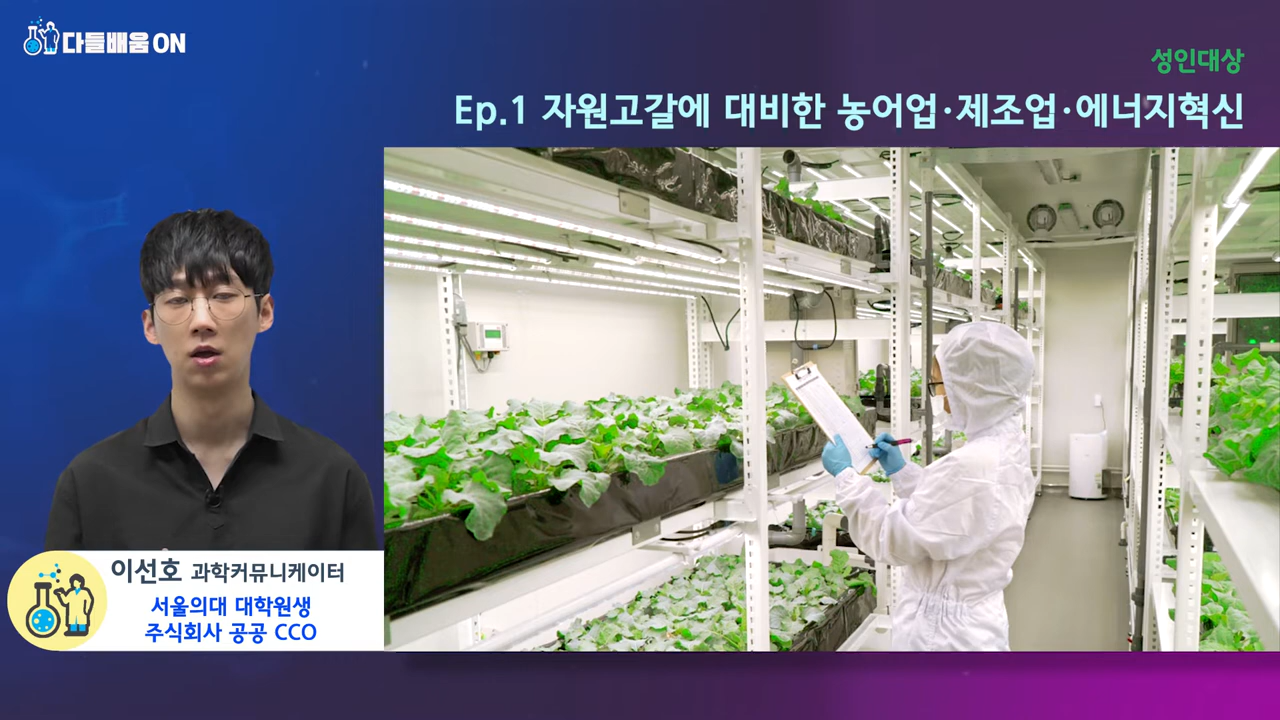 다들배움 ON
성인대상
Ep.1 자원고갈에 대비한 농어업·제조업·에너지혁신
이선호 과학커뮤니케이터
서울의대 대학원생
주식회사 공공 CCO